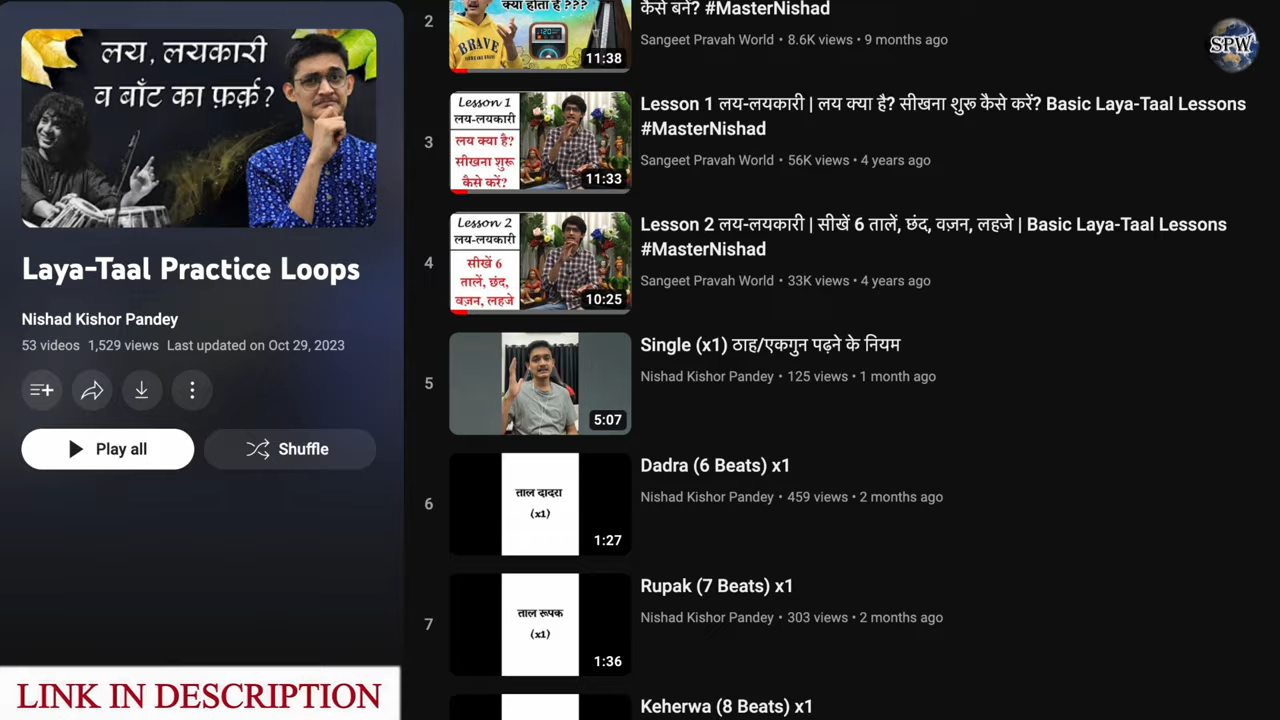 लय, लयकारी
व बाँट का फ़र्क़?
Laya-Taal Practice Loops
Nishad Kishor Pandey
53 videos 1,529 views Last updated on Oct 29, 2023
Play all
Shuffle
LINK IN DESCRIPTION
2
क्या होता है ???
BRAVE
11:38
कैसे बनें? #MasterNishad
Sangeet Pravah World • 8.6K views • 9 months ago
SPW
3
Lesson 1
लय-लयकारी
लय क्या है?
सीखना शुरू
कैसे करें?
11:33
Lesson 1 लय-लयकारी | लय क्या है? सीखना शुरू कैसे करें? Basic Laya-Taal Lessons
#MasterNishad
Sangeet Pravah World • 56K views • 4 years ago
4
Lesson 2
लय-लयकारी
सीखें 6
तालें, छंद,
वज़न, लहजे
10:25
Lesson 2 लय-लयकारी | सीखें 6 तालें, छंद, वज़न, लहजे | Basic Laya-Taal Lessons
#MasterNishad
Sangeet Pravah World • 33K views • 4 years ago
5
5:07
Single (x1) ठाह/एकगुन पढ़ने के नियम
Nishad Kishor Pandey • 125 views • 1 month ago
6
ताल दादरा
(x1)
1:27
Dadra (6 Beats) x1
Nishad Kishor Pandey • 459 views • 2 months ago
7
ताल रूपक
(x1)
1:36
Rupak (7 Beats) x1
Nishad Kishor Pandey • 303 views • 2 months ago
Keherwa (8 Beats) x1